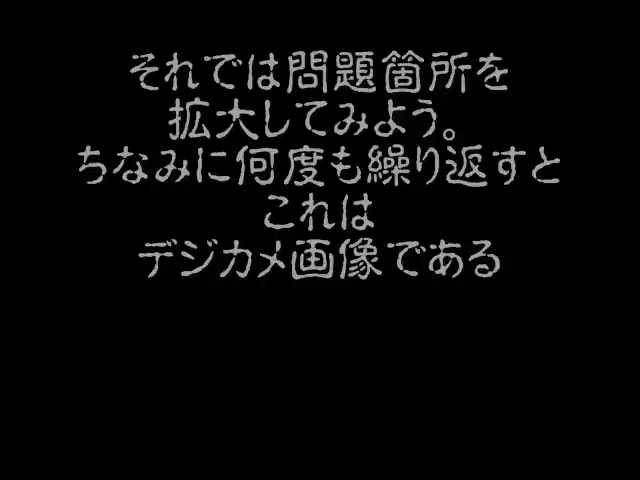 それでは問題箇所を
拡大してみよう。
ちなみに何度も繰り返すと
これは
デジカメ画像である